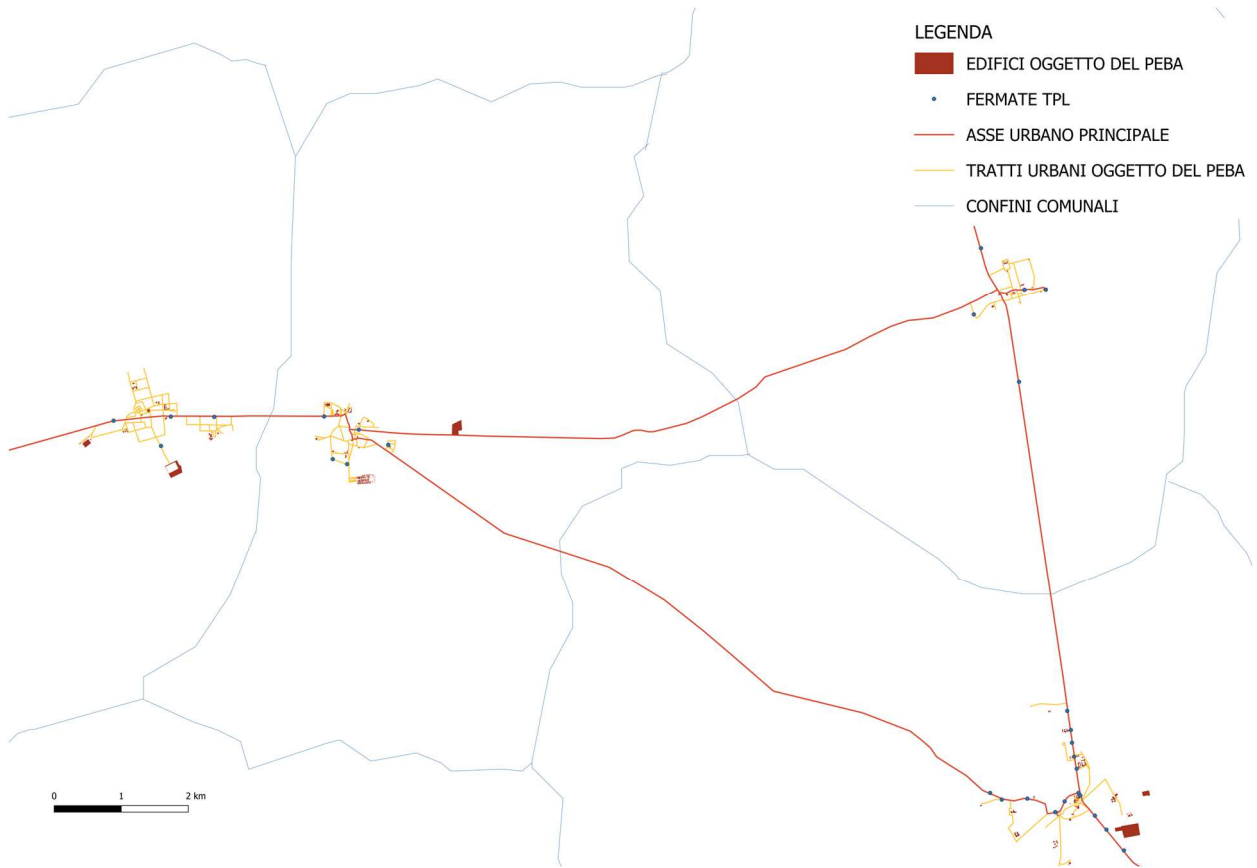 LEGENDA
EDIFICI OGGETTO DEL PEBA
FERMATE TPL
ASSE URBANO PRINCIPALE
TRATTI URBANI OGGETTO DEL PEBA
CONFINI COMUNALI
0 1 2 km